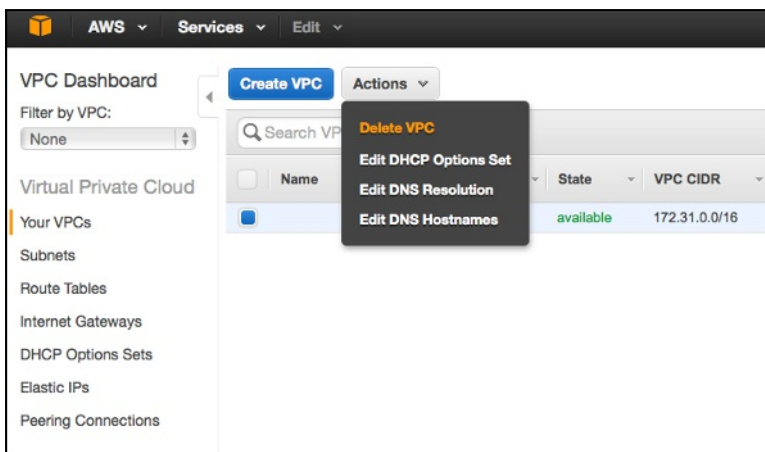 AWS Services Edit
VPC Dashboard
Filter by VPC:
None
Virtual Private Cloud
Your VPCs
Subnets
Route Tables
Internet Gateways
DHCP Options Sets
Elastic IPs
Peering Connections
Create VPC Actions
Search VP
Delete VPC
Edit DHCP Options Set
Edit DNS Resolution
Edit DNS Hostnames
Name State VPC CIDR
available 172.31.0.0/16